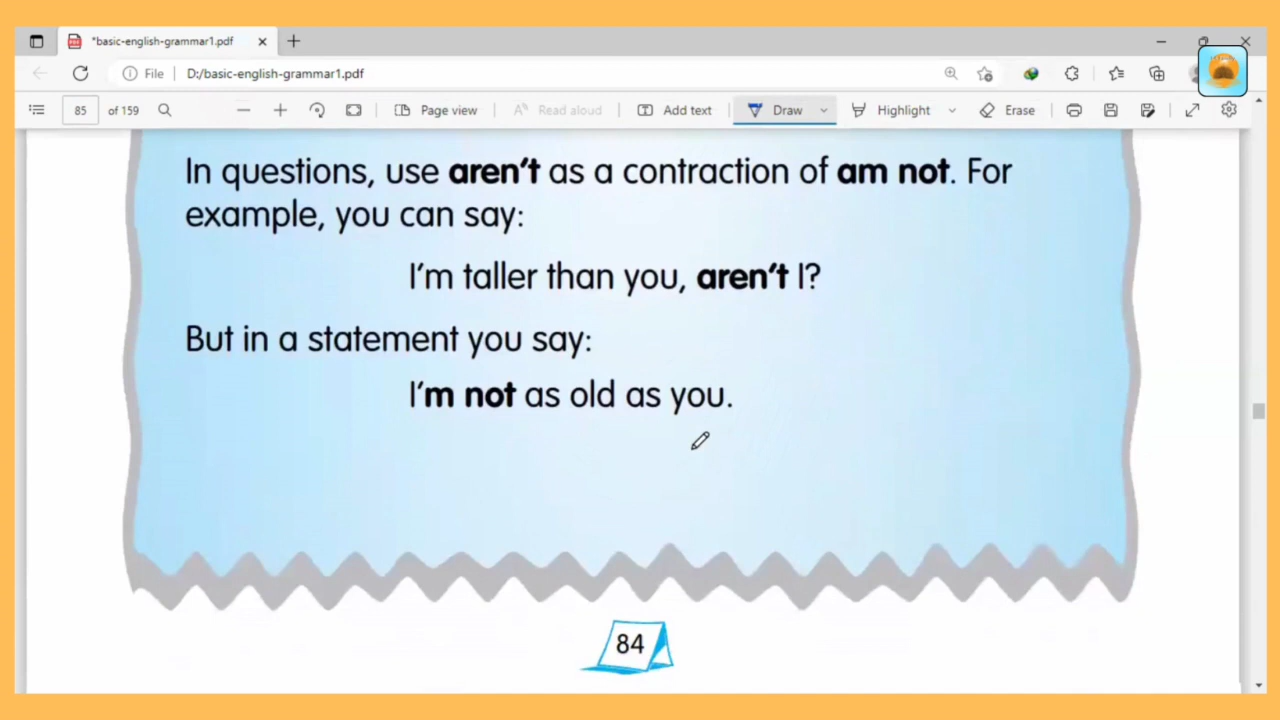 *basic-english-grammar1.pdf
File D:/basic-english-grammar1.pdf
85 of 159 Page view Read aloud Add text Draw Highlight Erase
In questions, use aren't as a contraction of am not. For
example, you can say:
I'm taller than you, aren't I?
But in a statement you say:
I'm not as old as you.
84